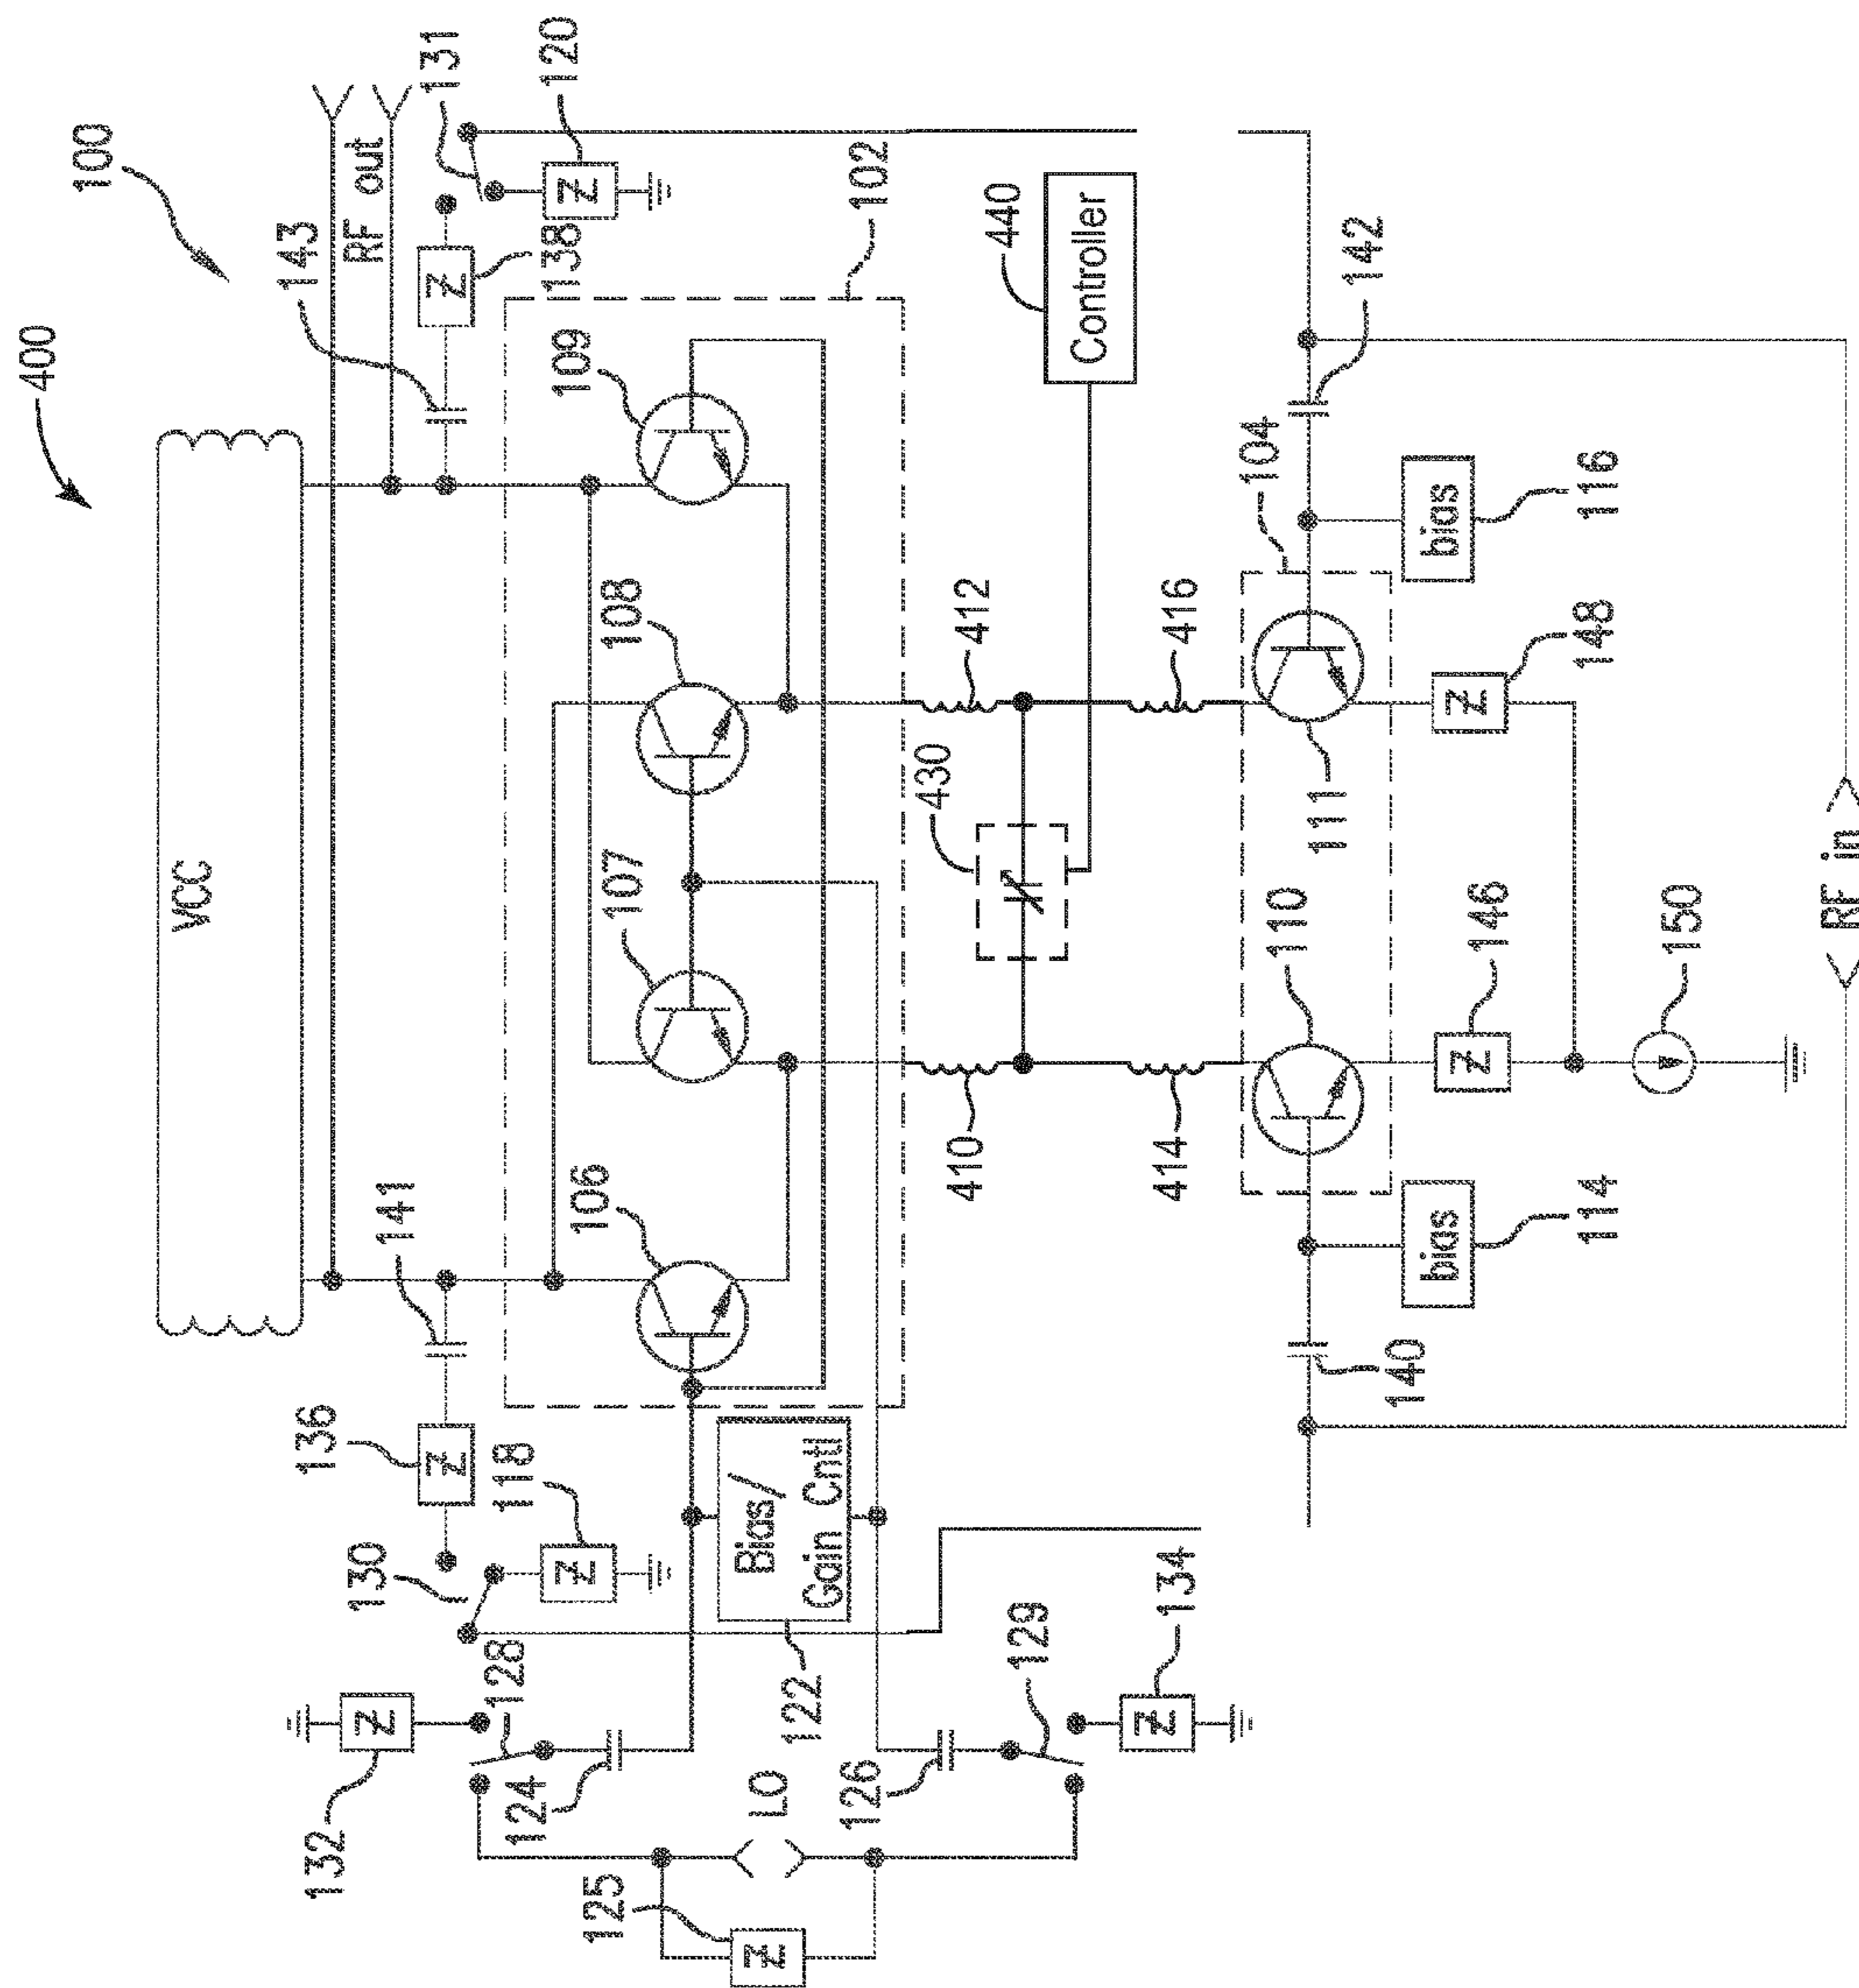 400
100
VCC
RF out
143
131
120
138
141
136
118
130
132
128
124
125
LO
126
129
134
122
Bias/
Gain Cntl
102
106
107
108
109
410
412
414
416
430
440
Controller
104
110
111
140
142
bias
114
bias
116
146
148
150
RF in
Z
Z
Z
Z
Z
Z
Z
Z
Z